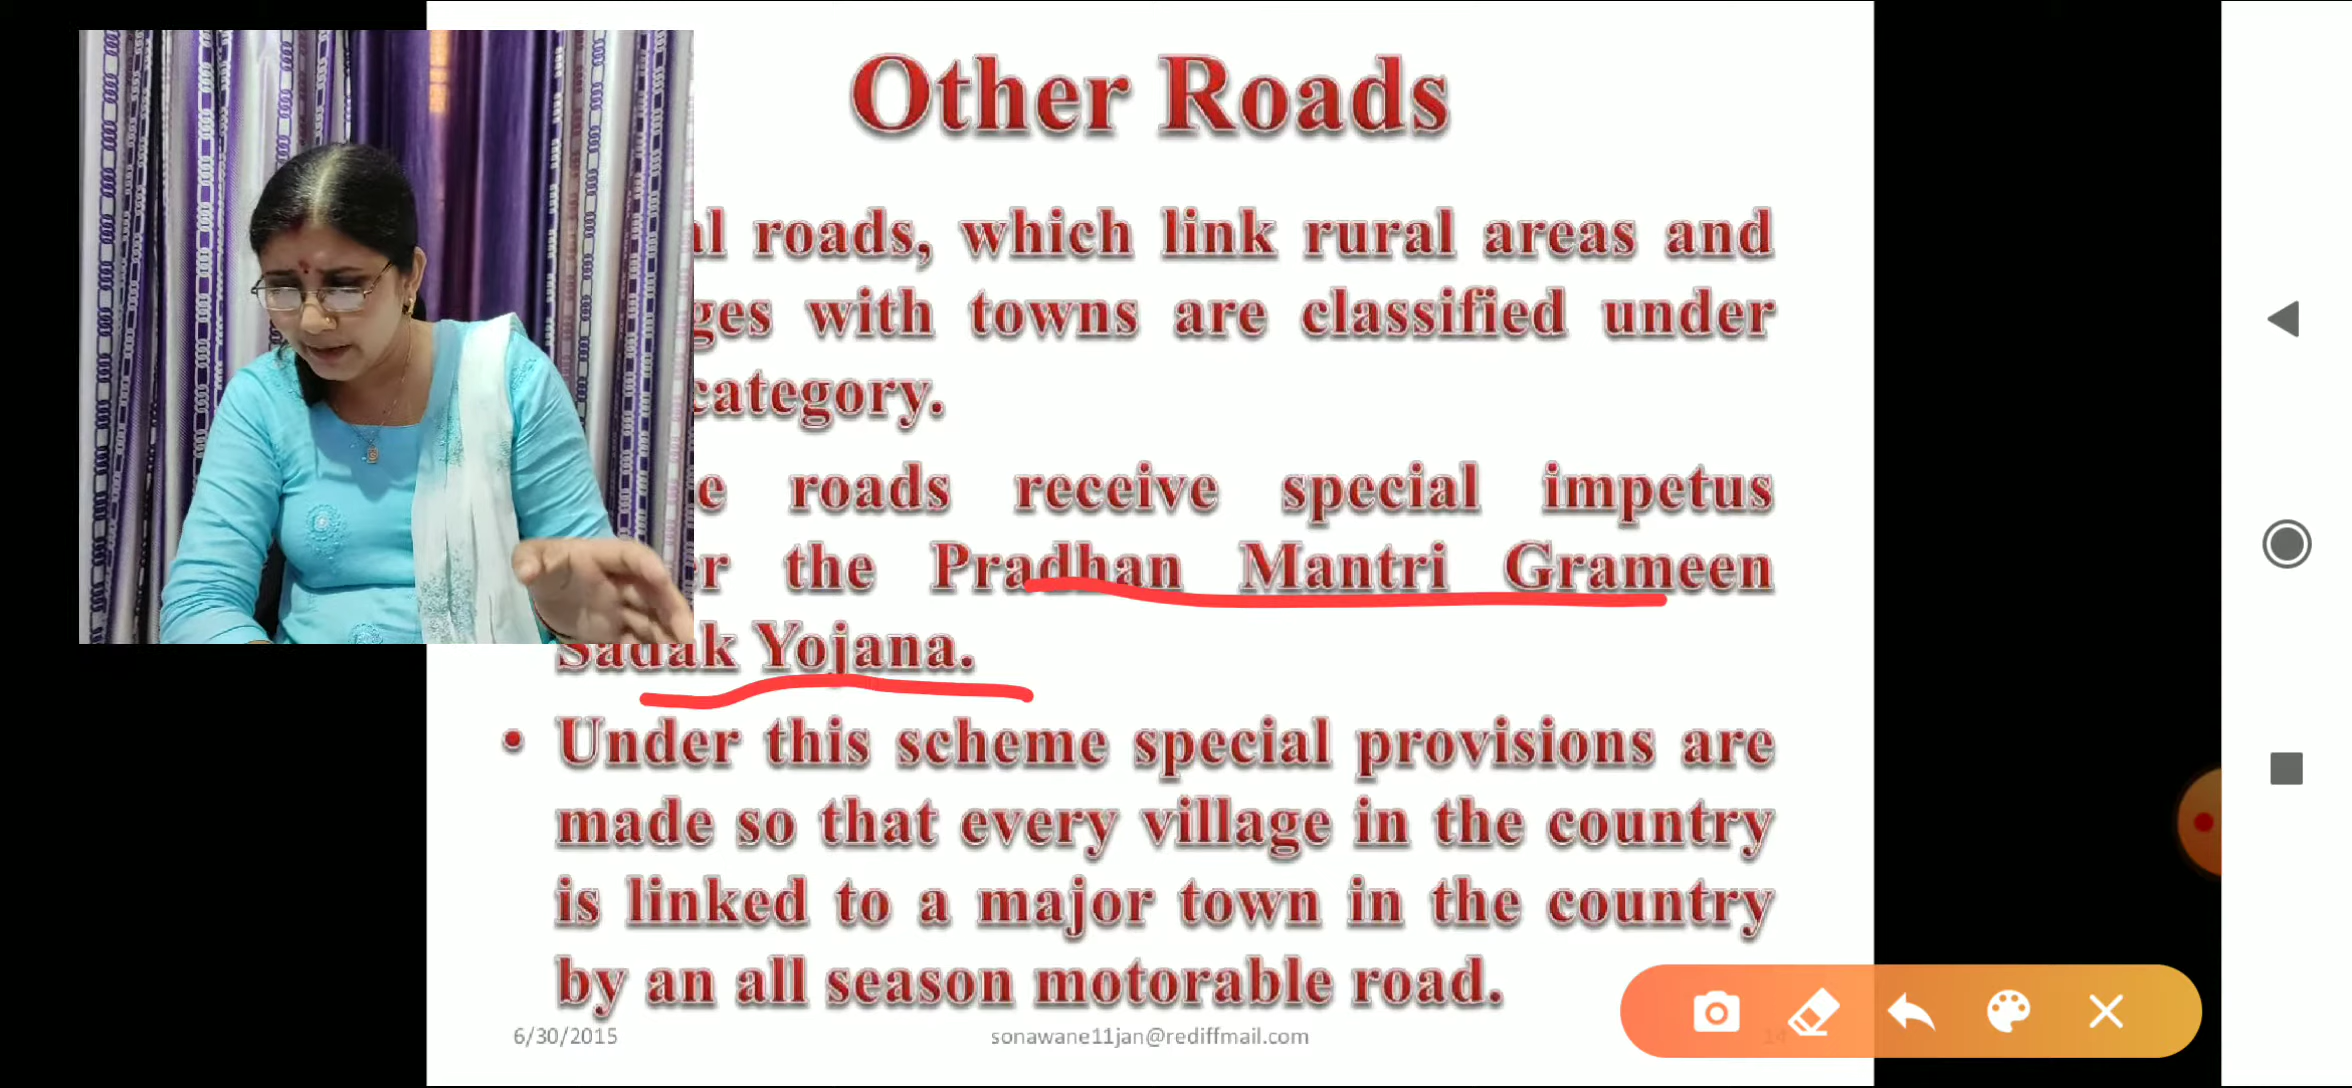 Other Roads
roads, which link rural areas and
with towns are classified under
category.
roads receive special impetus
the Pradhan Mantri Grameen
Sadak Yojana.
• Under this scheme special provisions are
made so that every village in the country
is linked to a major town in the country
by an all season motorable road.
6/30/2015 sonawane11jan@rediffmail.com 14